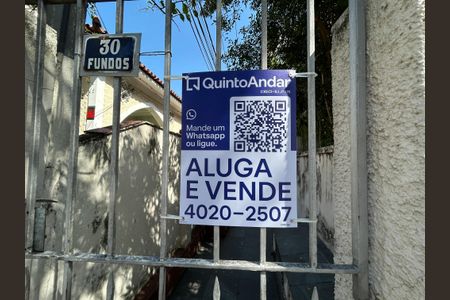 30
FUNDOS
QuintoAndar
Mande um
Whatsapp
ou ligue.
ALUGA
E VENDE
4020-2507